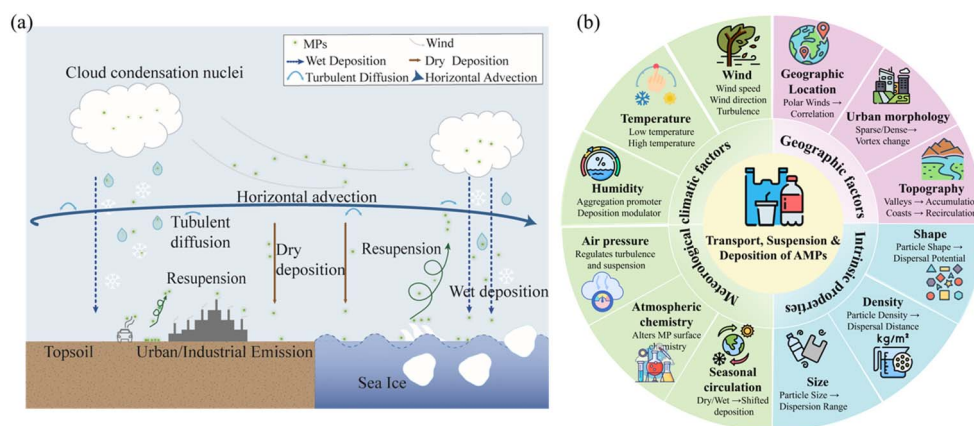 (a)
MPs
Wind
Wet Deposition
Dry Deposition
Turbulent Diffusion
Horizontal Advection
Cloud condensation nuclei
Horizontal advection
Tubulent
diffusion
Resupension
Dry
deposition
Resupension
Wet deposition
Topsoil
Urban/Industrial Emission
Sea Ice
(b)
Wind
Wind speed
Wind direction
Turbulence
Geographic
Location
Polar Winds →
Correlation
Temperature
Low temperature
High temperature
Urban morphology
Sparse/Dense→
Vortex change
Humidity
Aggregation promoter
Deposition modulator
Topography
Valleys → Accumulation
Coasts → Recirculation
Air pressure
Regulates turbulence
and suspension
Shape
Particle Shape →
Dispersal Potential
Atmospheric
chemistry
Alters MP surface
chemistry
Density
Particle Density →
Dispersal Distance
kg/m³
Seasonal
circulation
Dry/Wet →Shifted
deposition
Size
Particle Size →
Dispersion Range
Meteorological climatic factors
Geographic factors
Intrinsic properties
Transport, Suspension &
Deposition of AMPs